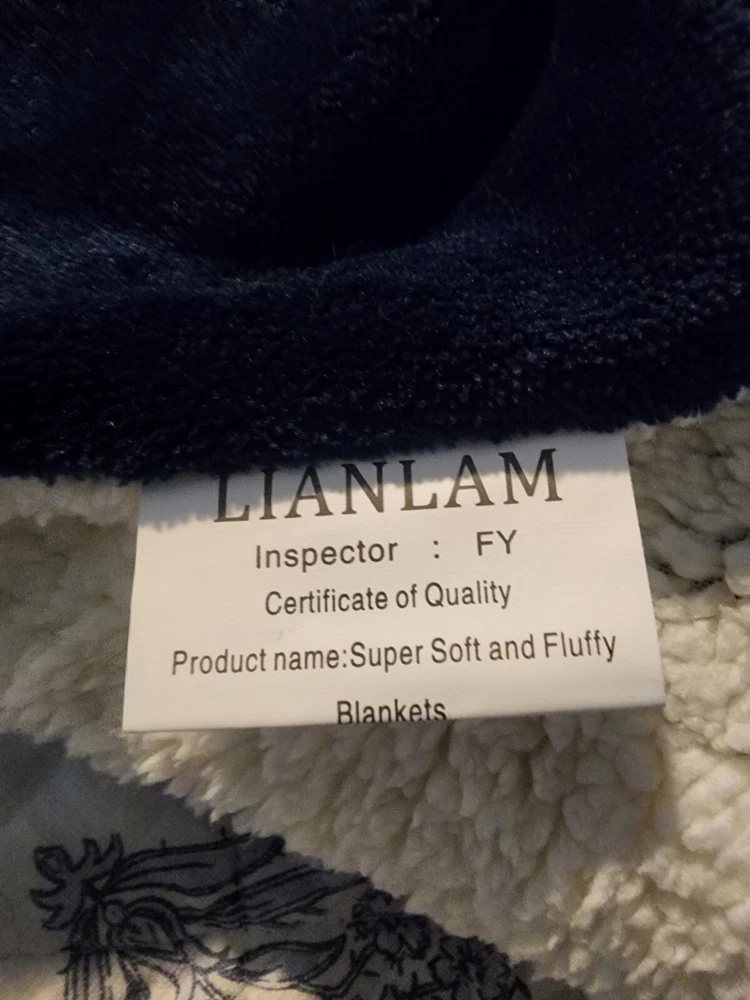 LIANLAM
Inspector : FY
Certificate of Quality
Product name:Super Soft and Fluffy
Blankets